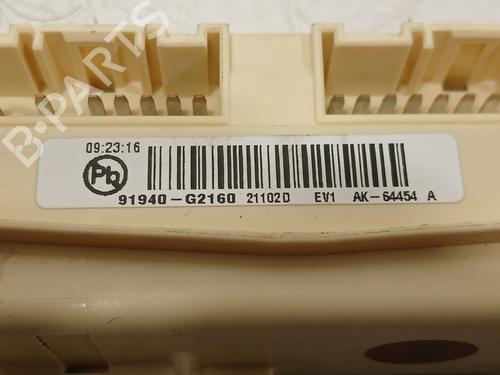 B-PARTS
09:23:16
Pb
91940-G2160 21102D EV1 AK-64454 A